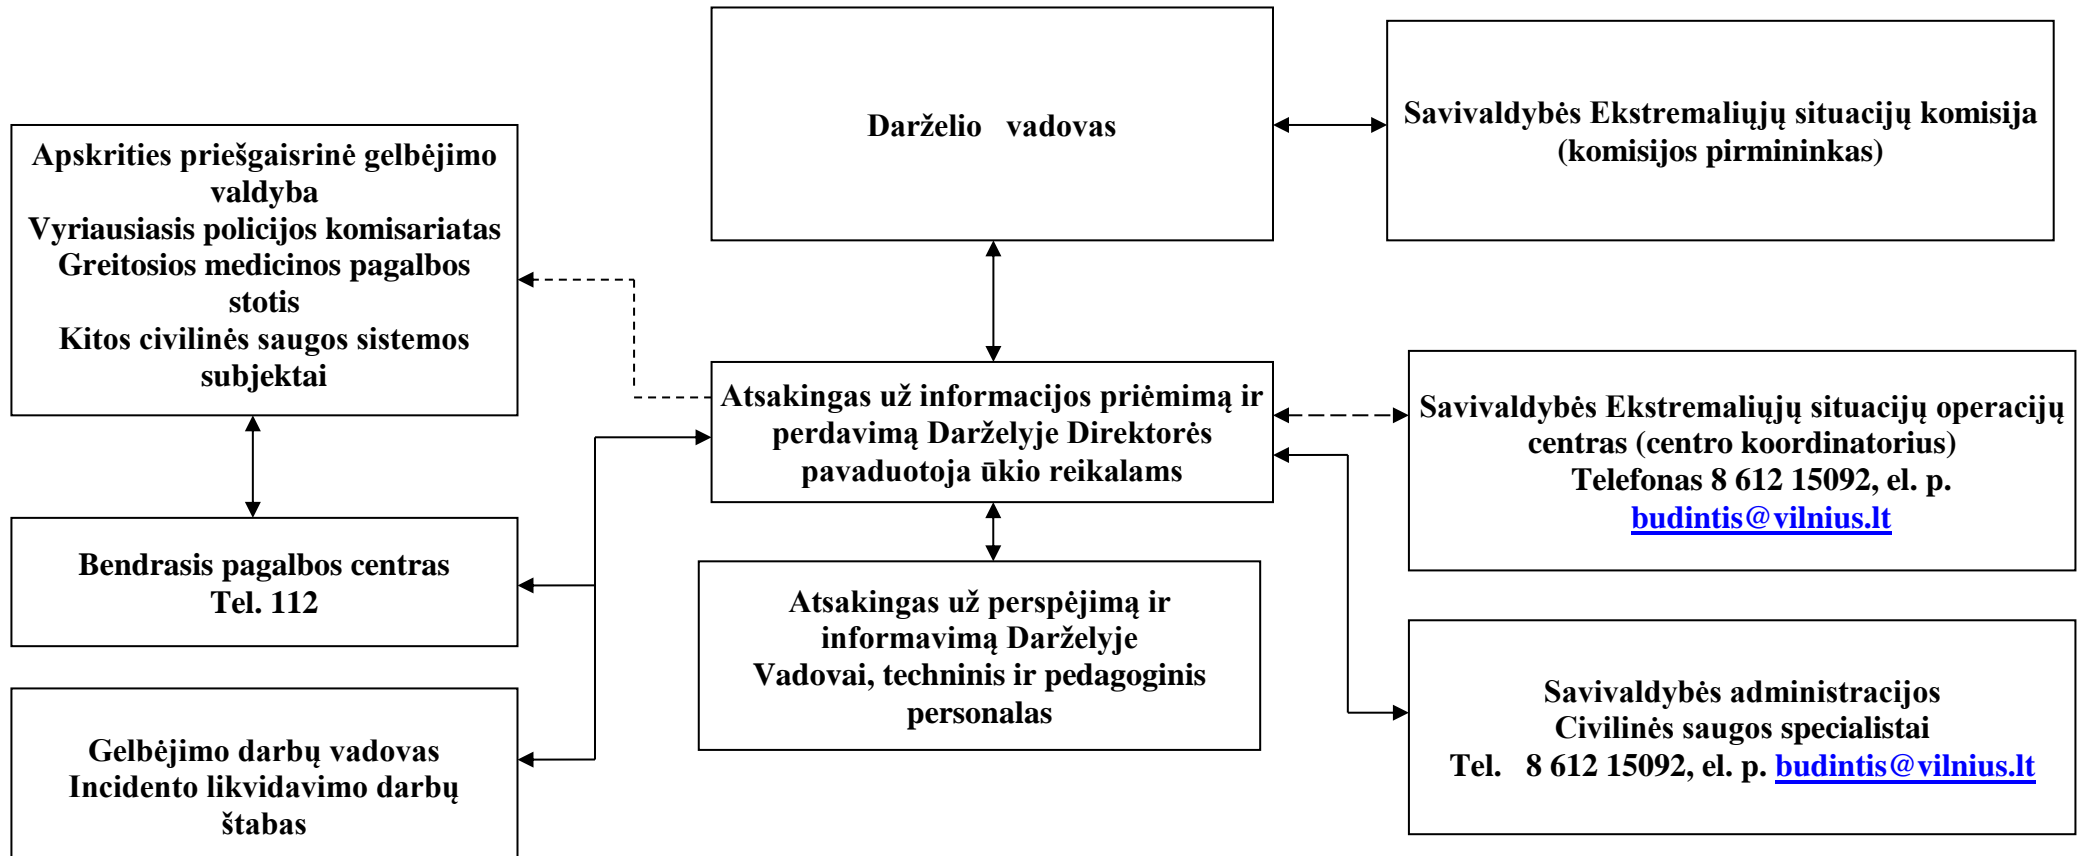 Darželio vadovas
Savivaldybės Ekstremaliųjų situacijų komisija
(komisijos pirmininkas)
Apskrities priešgaisrinė gelbėjimo
valdyba
Vyriausiasis policijos komisariatas
Greitosios medicinos pagalbos
stotis
Kitos civilinės saugos sistemos
subjektai
Atsakingas už informacijos priėmimą ir
perdavimą Darželyje Direktorės
pavaduotoja ūkio reikalams
Savivaldybės Ekstremaliųjų situacijų operacijų
centras (centro koordinatorius)
Telefonas 8 612 15092, el. p.
budintis@vilnius.lt
Bendrasis pagalbos centras
Tel. 112
Atsakingas už perspėjimą ir
informavimą Darželyje
Vadovai, techninis ir pedagoginis
personalas
Gelbėjimo darbų vadovas
Incidento likvidavimo darbų
štabas
Savivaldybės administracijos
Civilinės saugos specialistai
Tel. 8 612 15092, el. p. budintis@vilnius.lt